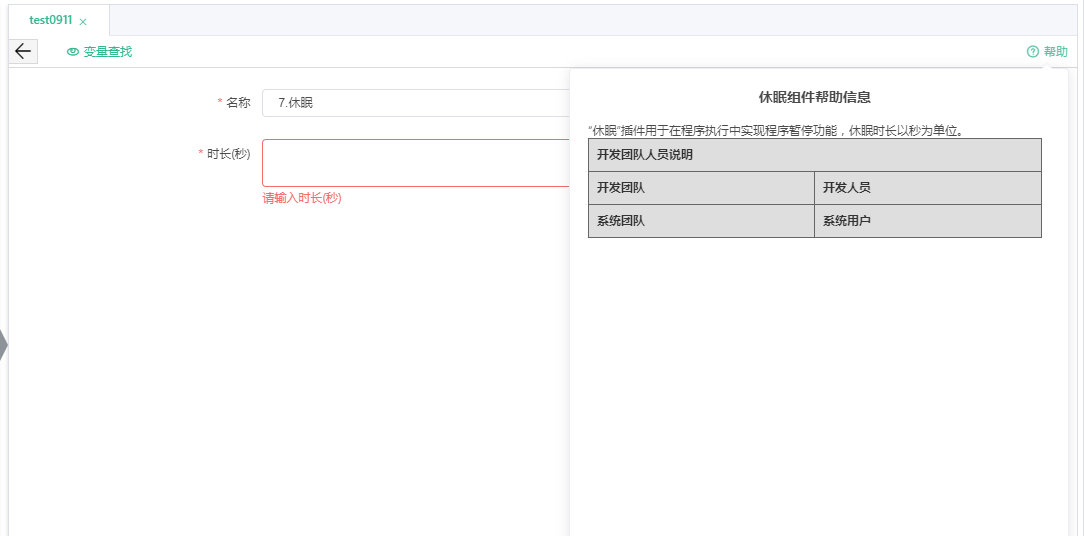 test0911 ×
变量查找
帮助
* 名称
7.休眠
* 时长(秒)
请输入时长(秒)
休眠组件帮助信息
“休眠”插件用于在程序执行中实现程序暂停功能，休眠时长以秒为单位。
开发团队人员说明
开发团队 开发人员
系统团队 系统用户